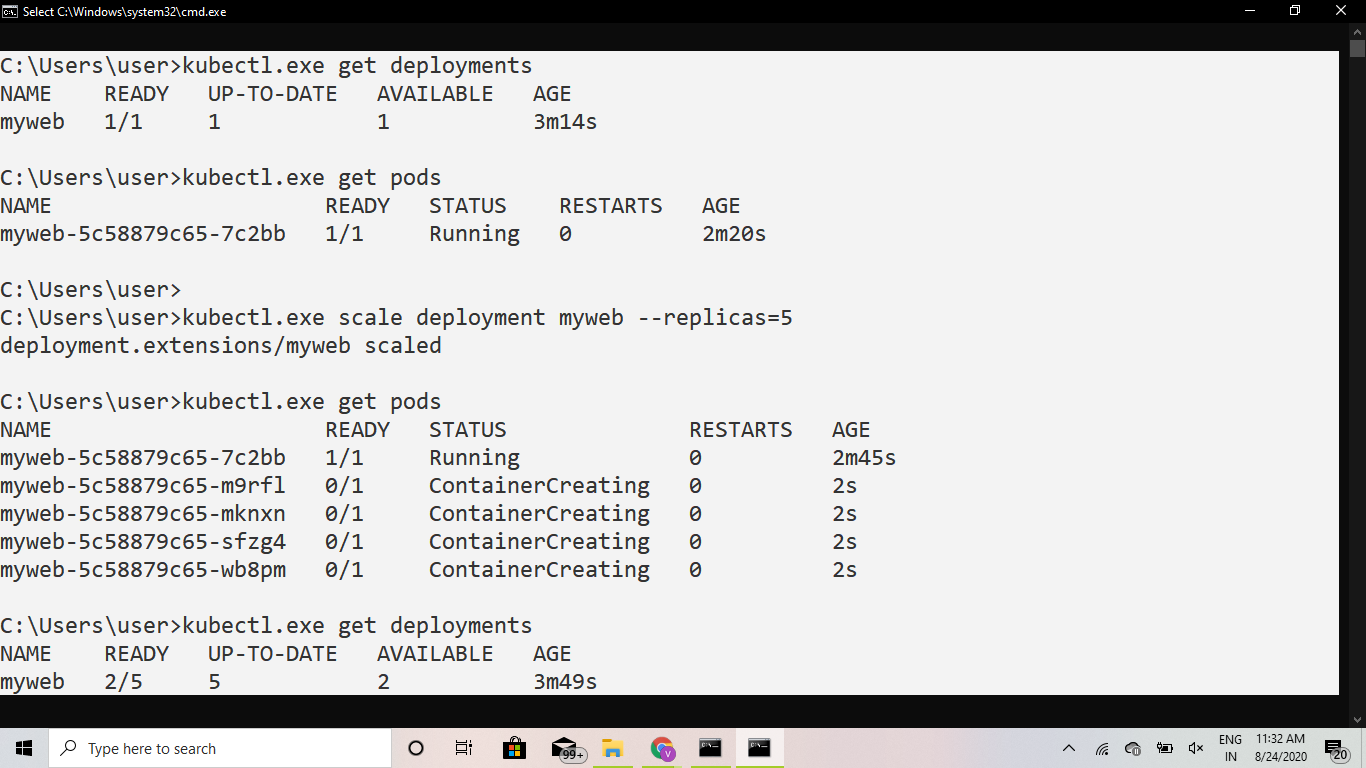 Select C:\Windows\system32\cmd.exe
C:\Users\user>kubectl.exe get deployments
NAME    READY   UP-TO-DATE   AVAILABLE   AGE
myweb   1/1     1            1           3m14s
C:\Users\user>kubectl.exe get pods
NAME                     READY   STATUS    RESTARTS   AGE
myweb-5c58879c65-7c2bb   1/1     Running   0          2m20s
C:\Users\user>
C:\Users\user>kubectl.exe scale deployment myweb --replicas=5
deployment.extensions/myweb scaled
C:\Users\user>kubectl.exe get pods
NAME                     READY   STATUS              RESTARTS   AGE
myweb-5c58879c65-7c2bb   1/1     Running             0          2m45s
myweb-5c58879c65-m9rfl   0/1     ContainerCreating   0          2s
myweb-5c58879c65-mknxn   0/1     ContainerCreating   0          2s
myweb-5c58879c65-sfzg4   0/1     ContainerCreating   0          2s
myweb-5c58879c65-wb8pm   0/1     ContainerCreating   0          2s
C:\Users\user>kubectl.exe get deployments
NAME    READY   UP-TO-DATE   AVAILABLE   AGE
myweb   2/5     5            2           3m49s
Type here to search
99+
V
ENG
IN
11:32 AM
8/24/2020
20